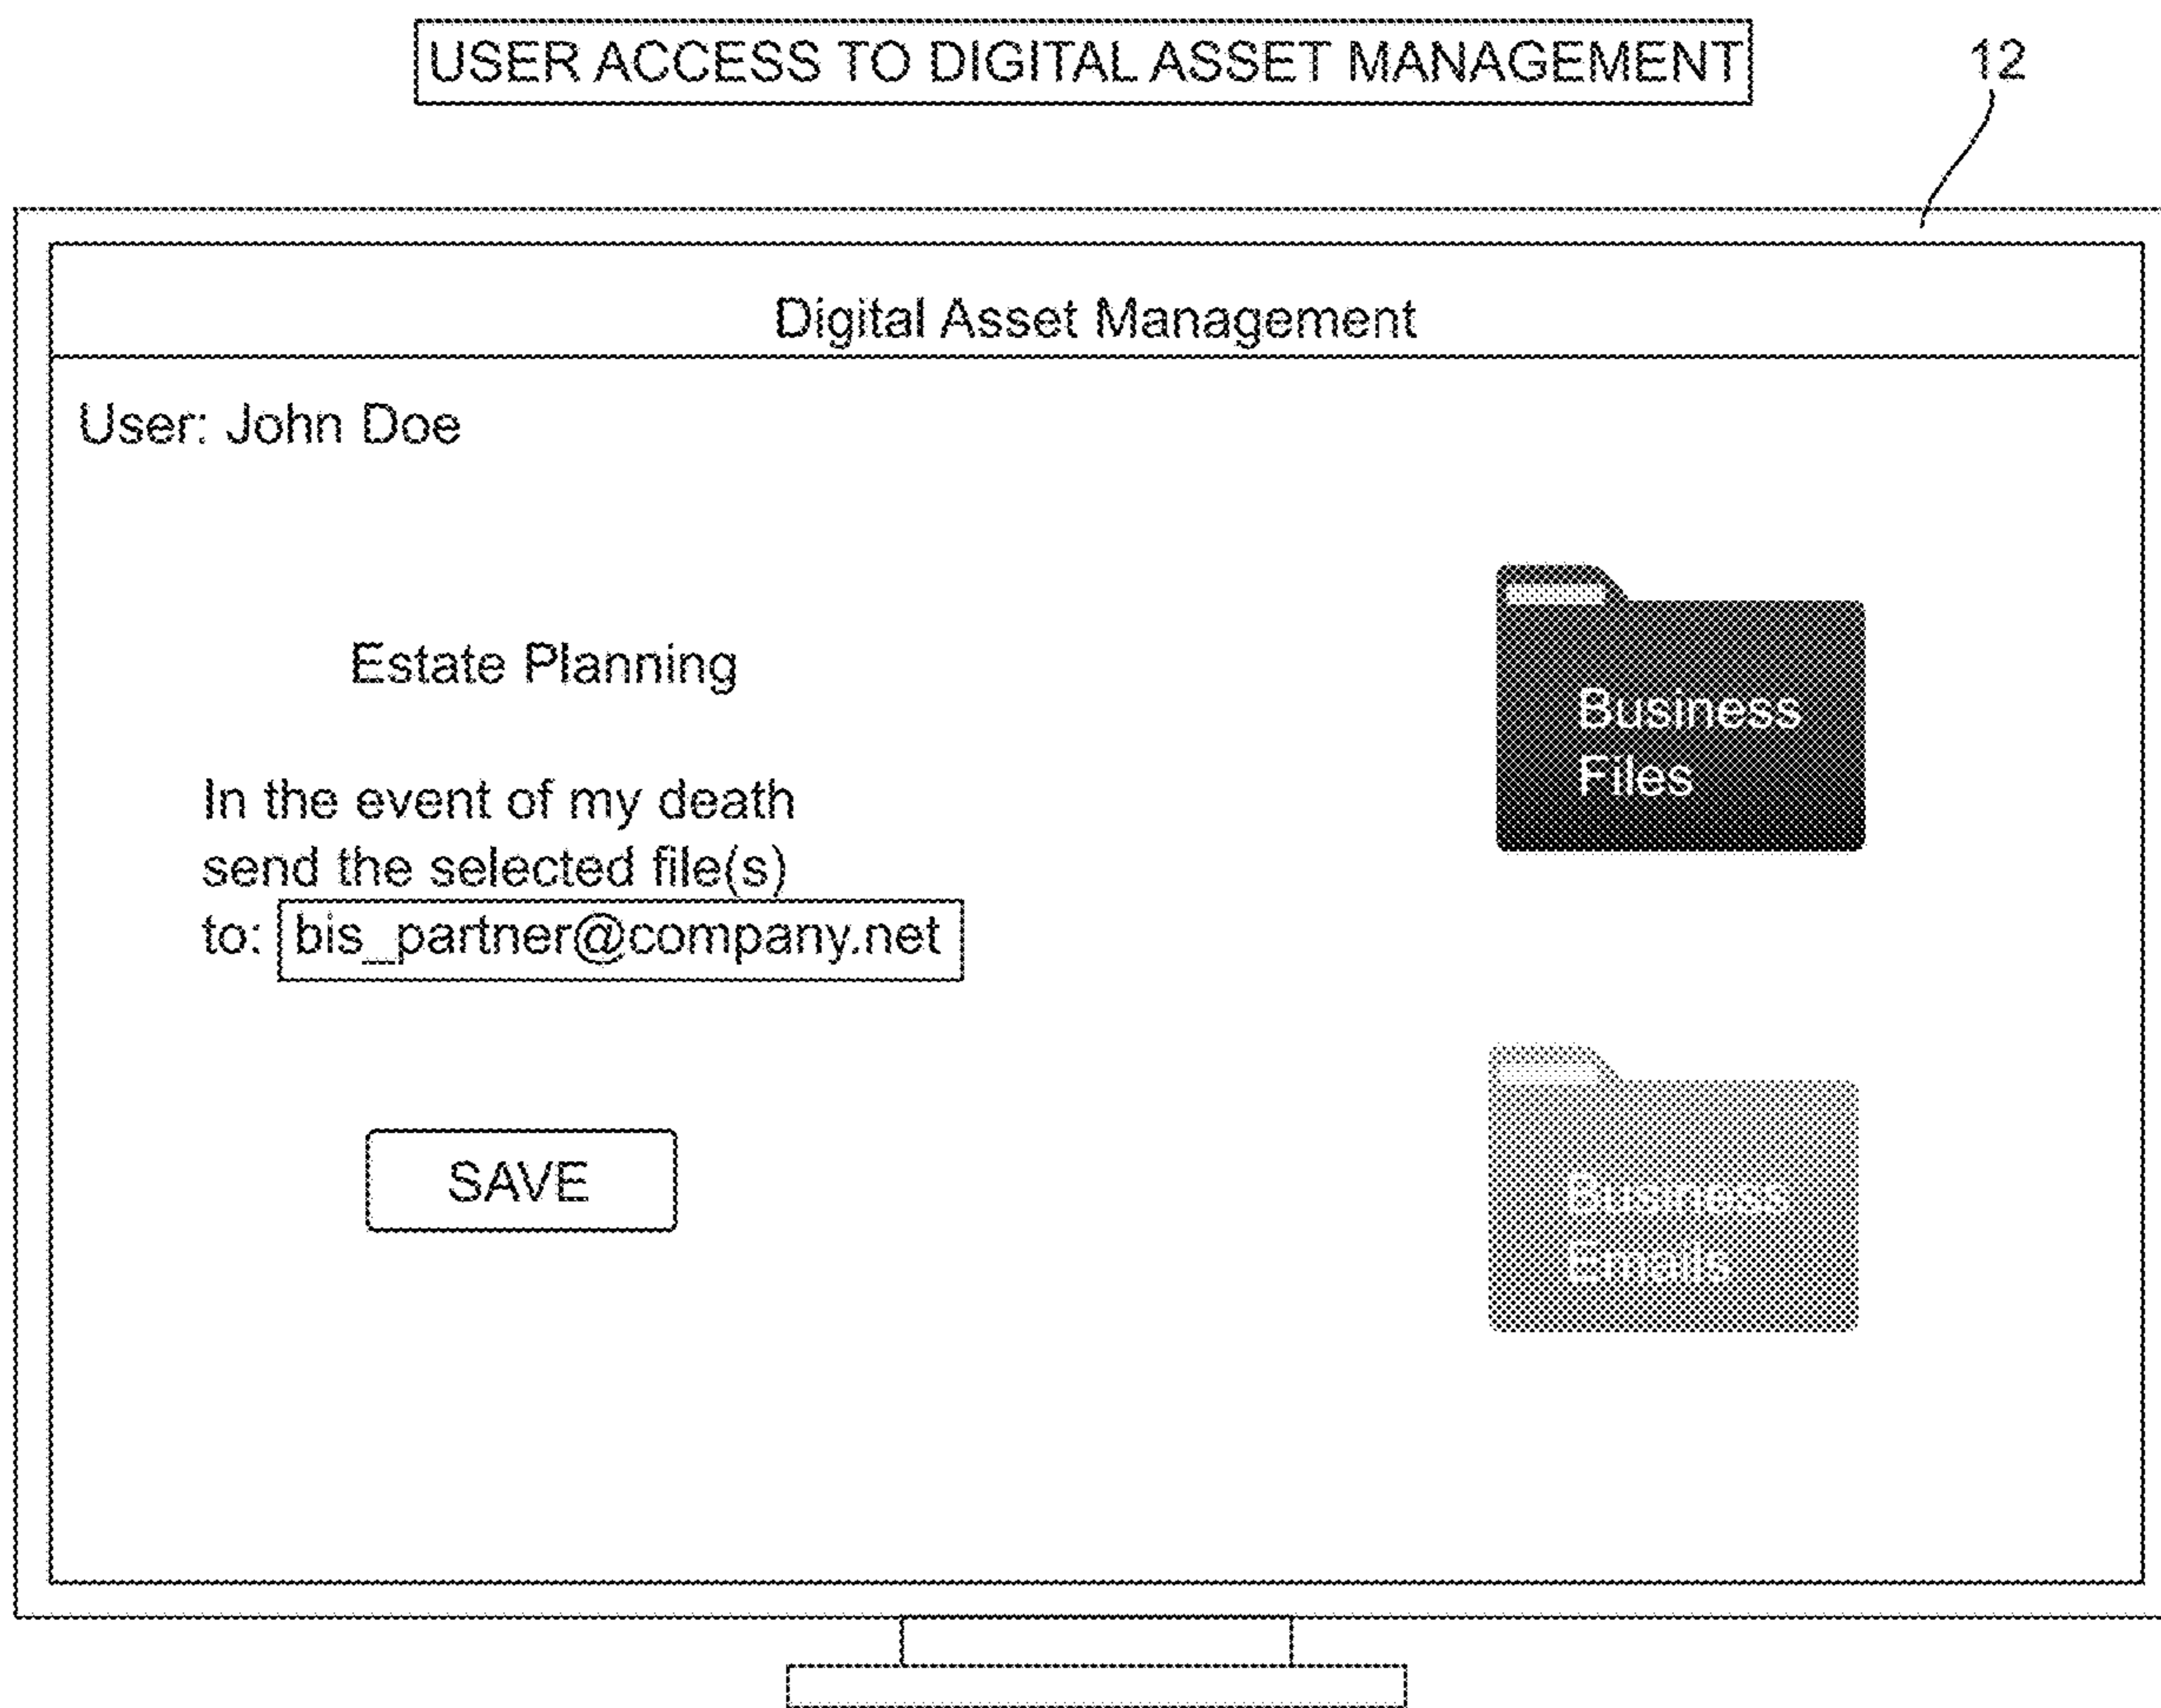 USER ACCESS TO DIGITAL ASSET MANAGEMENT
12
Digital Asset Management
User: John Doe
Estate Planning
In the event of my death
send the selected file(s)
to: bis_partner@company.net
SAVE
Business
Files
Business
Emails